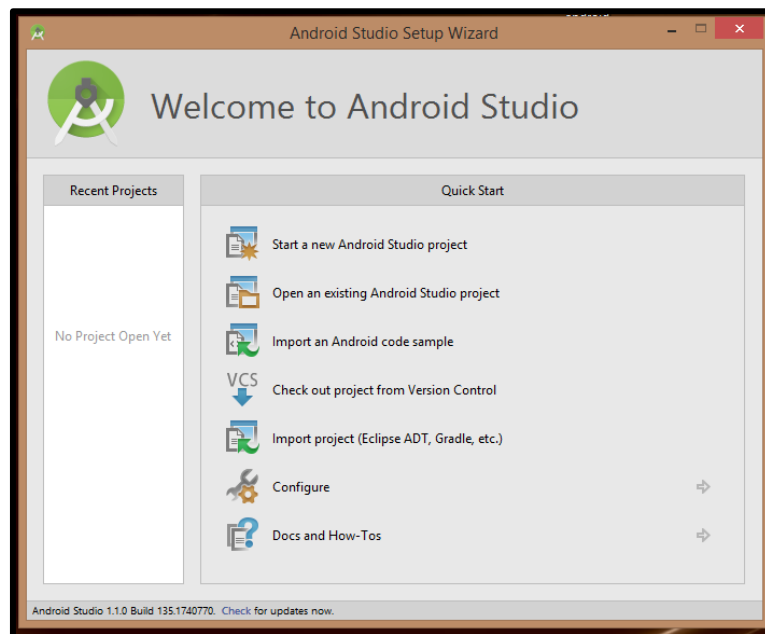 Android Studio Setup Wizard
Welcome to Android Studio
Recent Projects
No Project Open Yet
Quick Start
Start a new Android Studio project
Open an existing Android Studio project
Import an Android code sample
VCS
Check out project from Version Control
Import project (Eclipse ADT, Gradle, etc.)
Configure
Docs and How-Tos
Android Studio 1.1.0 Build 135.1740770. Check for updates now.